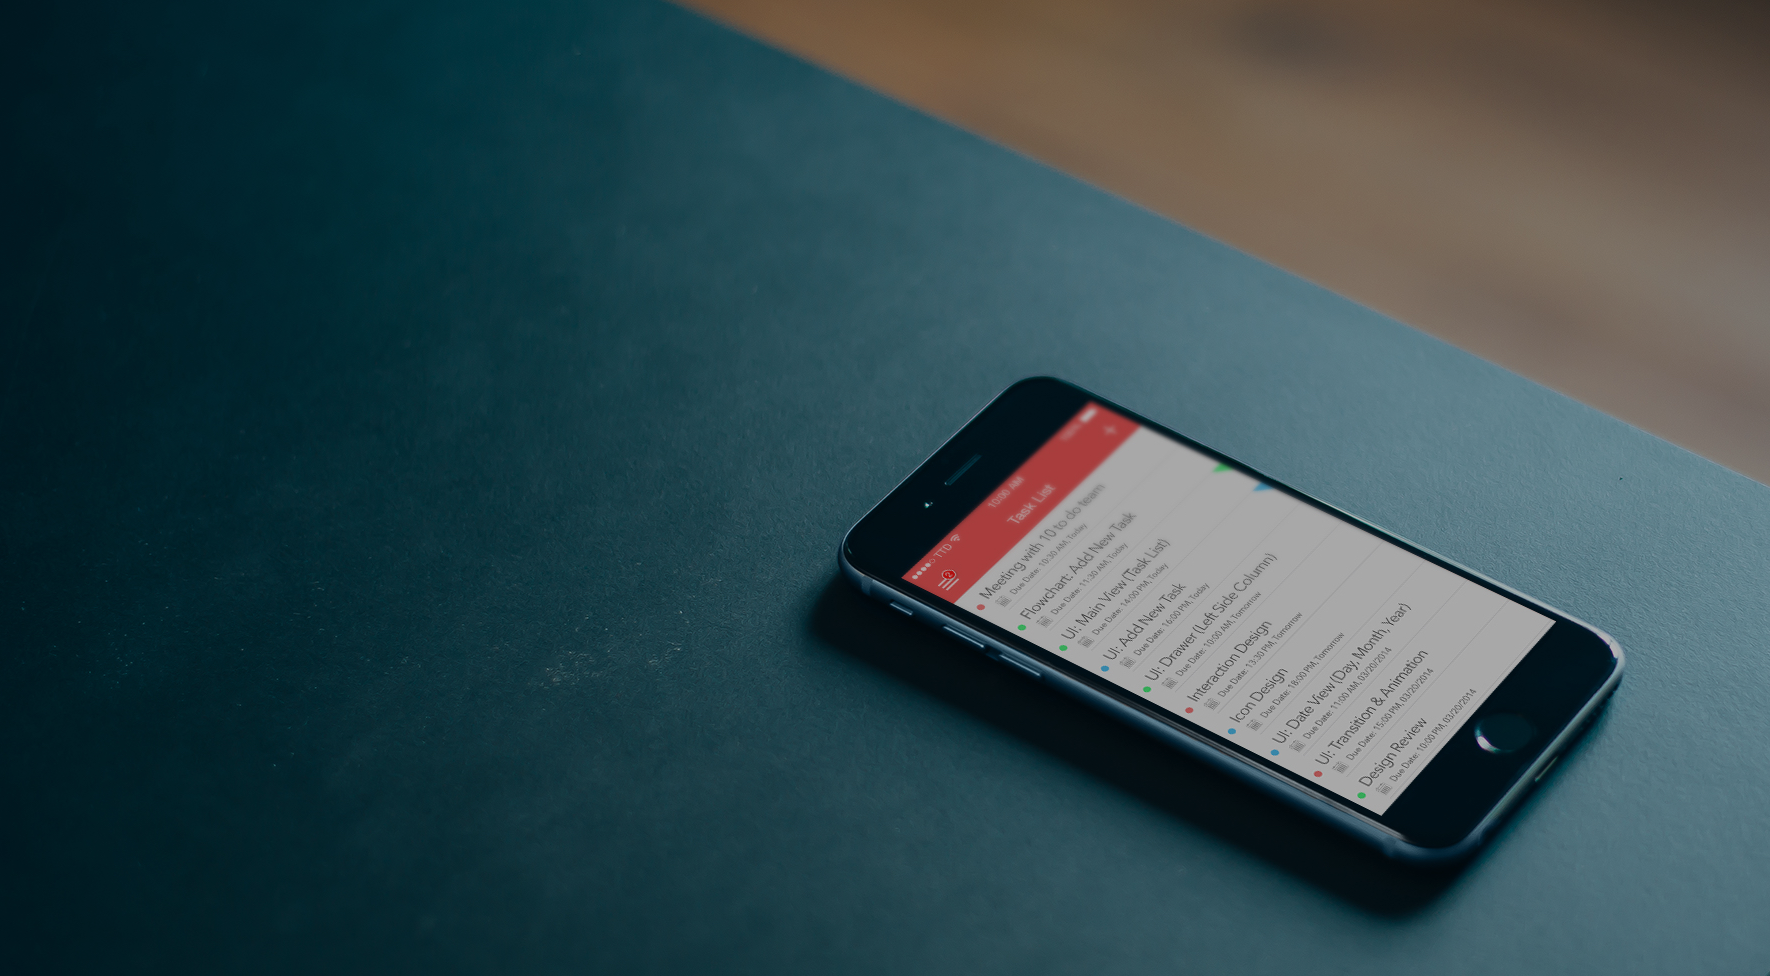 TTD 10:00 AM
2
Task List +
Meeting with 10 to do team
Due Date: 10:30 AM, Today
Flowchart: Add New Task
Due Date: 11:30 AM, Today
UI: Main View (Task List)
Due Date: 14:00 PM, Today
UI: Add New Task
Due Date: 16:00 PM, Today
UI: Drawer (Left Side Column)
Due Date: 10:00 AM, Tomorrow
Interaction Design
Due Date: 13:30 PM, Tomorrow
Icon Design
Due Date: 18:00 PM, Tomorrow
UI: Date View (Day, Month, Year)
Due Date: 11:00 AM, 03/20/2014
UI: Transition & Animation
Due Date: 15:00 PM, 03/20/2014
Design Review
Due Date: 10:00 PM, 03/20/2014